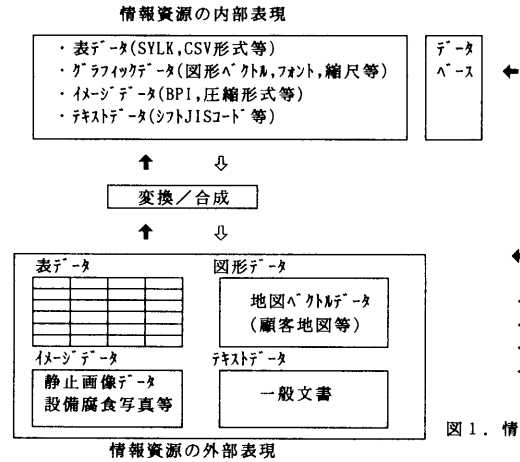 情報資源の内部表現
・表データ(SYLK,CSV形式等)
・グラフィックデータ(図形ベクトル,フォント,縮尺等)
・イメージデータ(BPI,圧縮形式等)
・テキストデータ(シフトJISコード等)
データ
ベース
変換／合成
表データ
図形データ
地図ベクトルデータ
(顧客地図等)
イメージデータ
テキストデータ
静止画像データ
設備腐食写真等
一般文書
情報資源の外部表現
図1．情